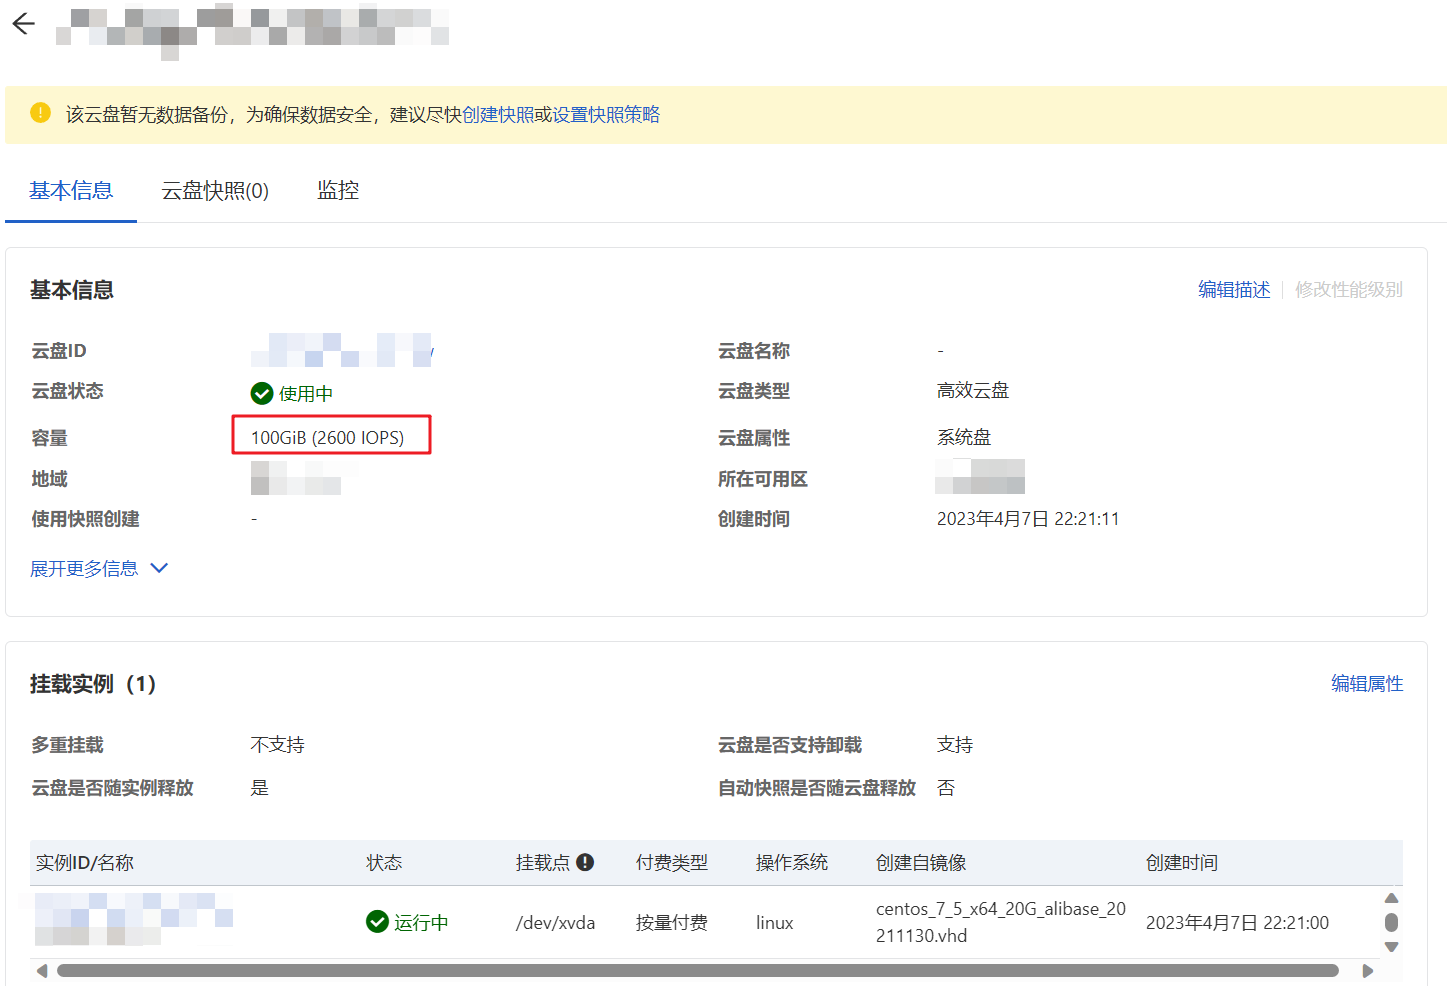 该云盘暂无数据备份，为确保数据安全，建议尽快创建快照或设置快照策略
基本信息 云盘快照(0) 监控
基本信息 编辑描述 修改性能级别
云盘ID 云盘名称 -
云盘状态 使用中 云盘类型 高效云盘
容量 100GiB (2600 IOPS) 云盘属性 系统盘
地域 所在可用区
使用快照创建 - 创建时间 2023年4月7日 22:21:11
展开更多信息
挂载实例（1） 编辑属性
多重挂载 不支持 云盘是否支持卸载 支持
云盘是否随实例释放 是 自动快照是否随云盘释放 否
实例ID/名称 状态 挂载点 付费类型 操作系统 创建自镜像 创建时间
运行中 /dev/xvda 按量付费 linux centos_7_5_x64_20G_alibase_20 2023年4月7日 22:21:00
211130.vhd